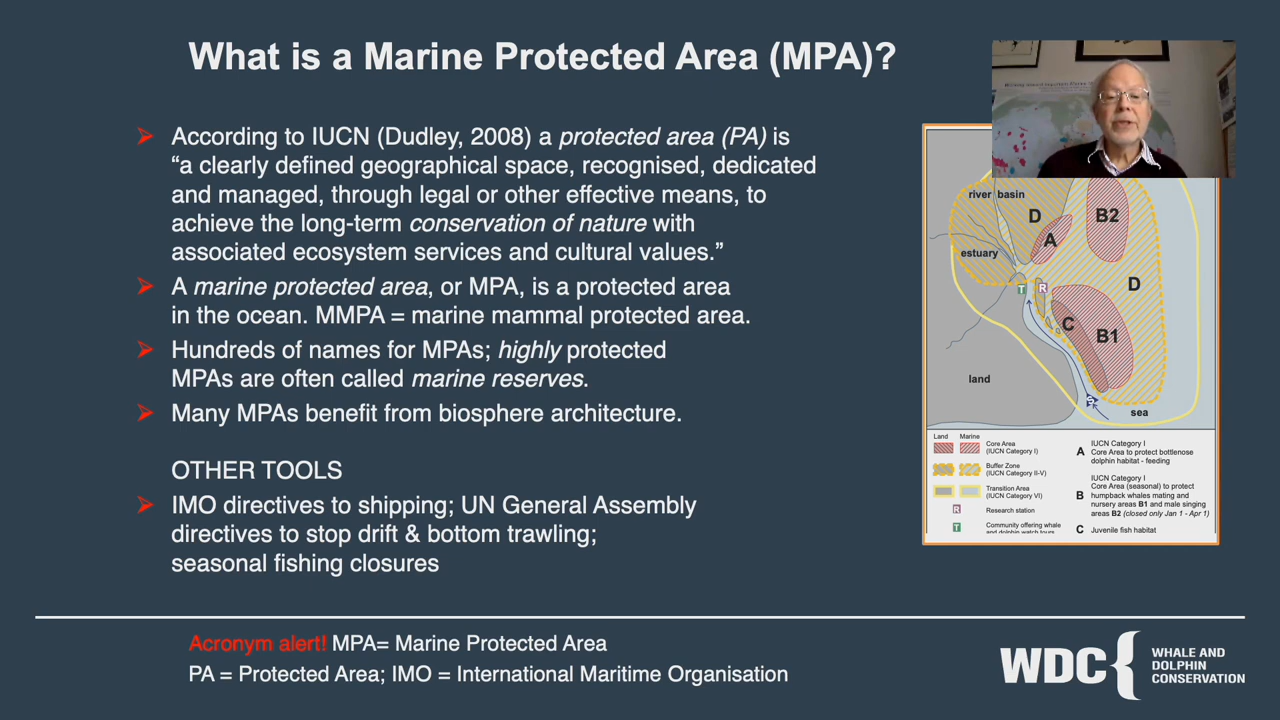 What is a Marine Protected Area (MPA)?
According to IUCN (Dudley, 2008) a protected area (PA) is
“a clearly defined geographical space, recognised, dedicated
and managed, through legal or other effective means, to
achieve the long-term conservation of nature with
associated ecosystem services and cultural values.”
A marine protected area, or MPA, is a protected area
in the ocean. MMPA = marine mammal protected area.
Hundreds of names for MPAs; highly protected
MPAs are often called marine reserves.
Many MPAs benefit from biosphere architecture.
OTHER TOOLS
IMO directives to shipping; UN General Assembly
directives to stop drift & bottom trawling;
seasonal fishing closures
river basin
D
B2
A
estuary
D
T
R
C
B1
land
S
sea
Land
Marine
Core Area
(IUCN Category I)
Buffer Zone
(IUCN Category II-V)
Transition Area
(IUCN Category VI)
R
Research station
T
Community offering whale
and dolphin watch tours
A
IUCN Category I
Core Area to protect bottlenose
dolphin habitat - feeding
B
IUCN Category I
Core Area (seasonal) to protect
humpback whales mating and
nursery areas B1 and male singing
areas B2 (closed only Jan 1 - Apr 1)
C
Juvenile fish habitat
Acronym alert! MPA= Marine Protected Area
PA = Protected Area; IMO = International Maritime Organisation
WDC
WHALE AND
DOLPHIN
CONSERVATION